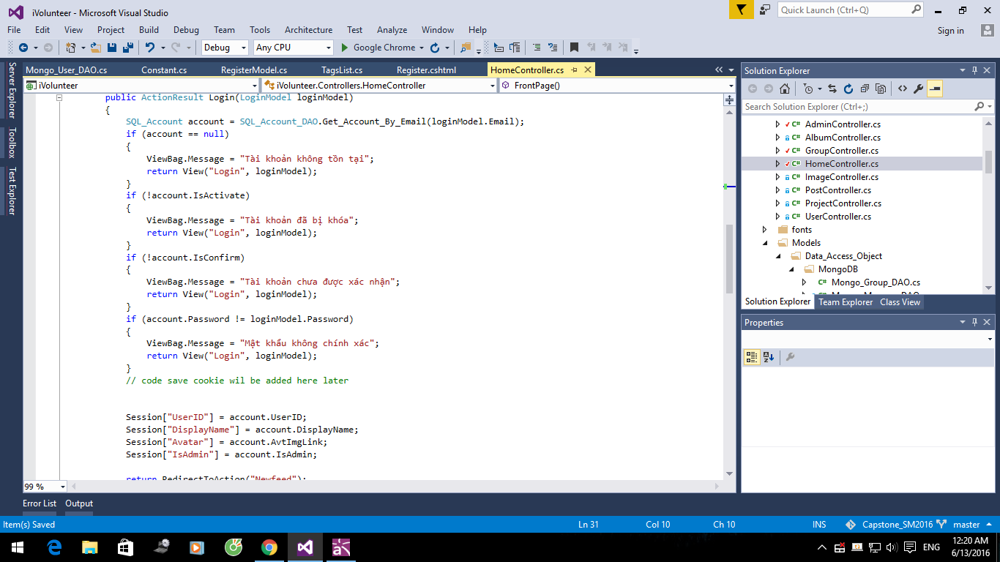 iVolunteer - Microsoft Visual Studio
Quick Launch (Ctrl+Q)
File Edit View Project Build Debug Team Tools Architecture Test Analyze Window Help
Sign in
Debug
Any CPU
Google Chrome
Server Explorer
Toolbox
Test Explorer
Mongo_User_DAO.cs Constant.cs RegisterModel.cs TagsList.cs Register.cshtml HomeController.cs
iVolunteer
iVolunteer.Controllers.HomeController
FrontPage()
public ActionResult Login(LoginModel loginModel)
{
SQL_Account account = SQL_Account_DAO.Get_Account_By_Email(loginModel.Email);
if (account == null)
{
ViewBag.Message = "Tài khoản không tồn tại";
return View("Login", loginModel);
}
if (!account.IsActivate)
{
ViewBag.Message = "Tài khoản đã bị khóa";
return View("Login", loginModel);
}
if (!account.IsConfirm)
{
ViewBag.Message = "Tài khoản chưa được xác nhận";
return View("Login", loginModel);
}
if (account.Password != loginModel.Password)
{
ViewBag.Message = "Mật khẩu không chính xác";
return View("Login", loginModel);
}
// code save cookie wil be added here later
Session["UserID"] = account.UserID;
Session["DisplayName"] = account.DisplayName;
Session["Avatar"] = account.AvtImgLink;
Session["IsAdmin"] = account.IsAdmin;
return RedirectToAction("Newfeed");
99 %
Solution Explorer
Search Solution Explorer (Ctrl+;)
C# AdminController.cs
C# AlbumController.cs
C# GroupController.cs
C# HomeController.cs
C# ImageController.cs
C# PostController.cs
C# ProjectController.cs
C# UserController.cs
fonts
Models
Data_Access_Object
MongoDB
C# Mongo_Group_DAO.cs
Solution Explorer Team Explorer Class View
Properties
Error List Output
Item(s) Saved
Ln 31 Col 10 Ch 10 INS Capstone_SM2016 master
ENG
12:20 AM
6/13/2016